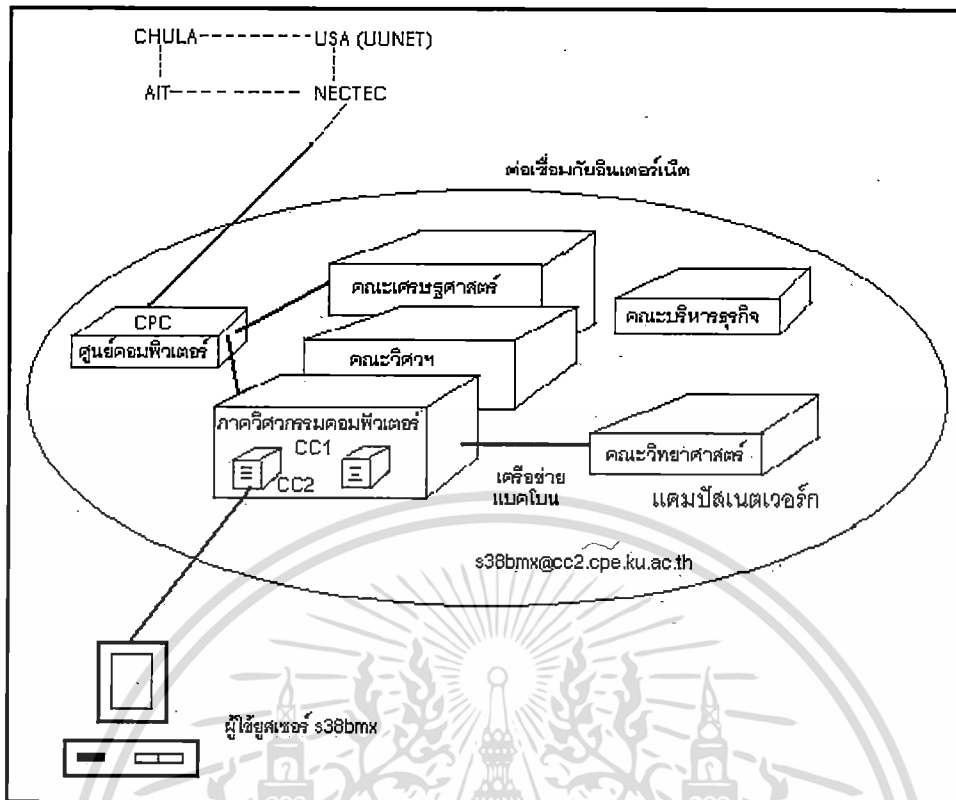 CHULA USA (UUNET)
AIT NECTEC
ต่อเชื่อมกับอินเตอร์เน็ต
คณะเศรษฐศาสตร์
คณะบริหารธุรกิจ
CPC
ศูนย์คอมพิวเตอร์
คณะวิศวฯ
ภาควิศวกรรมคอมพิวเตอร์
CC1
CC2
คณะวิทยาศาสตร์
เครือข่าย
แบคโบน
แคมปัสเนตเวอร์ก
s38bmx@cc2.cpe.ku.ac.th
ผู้ใช้ยูสเซอร์ s38bmx